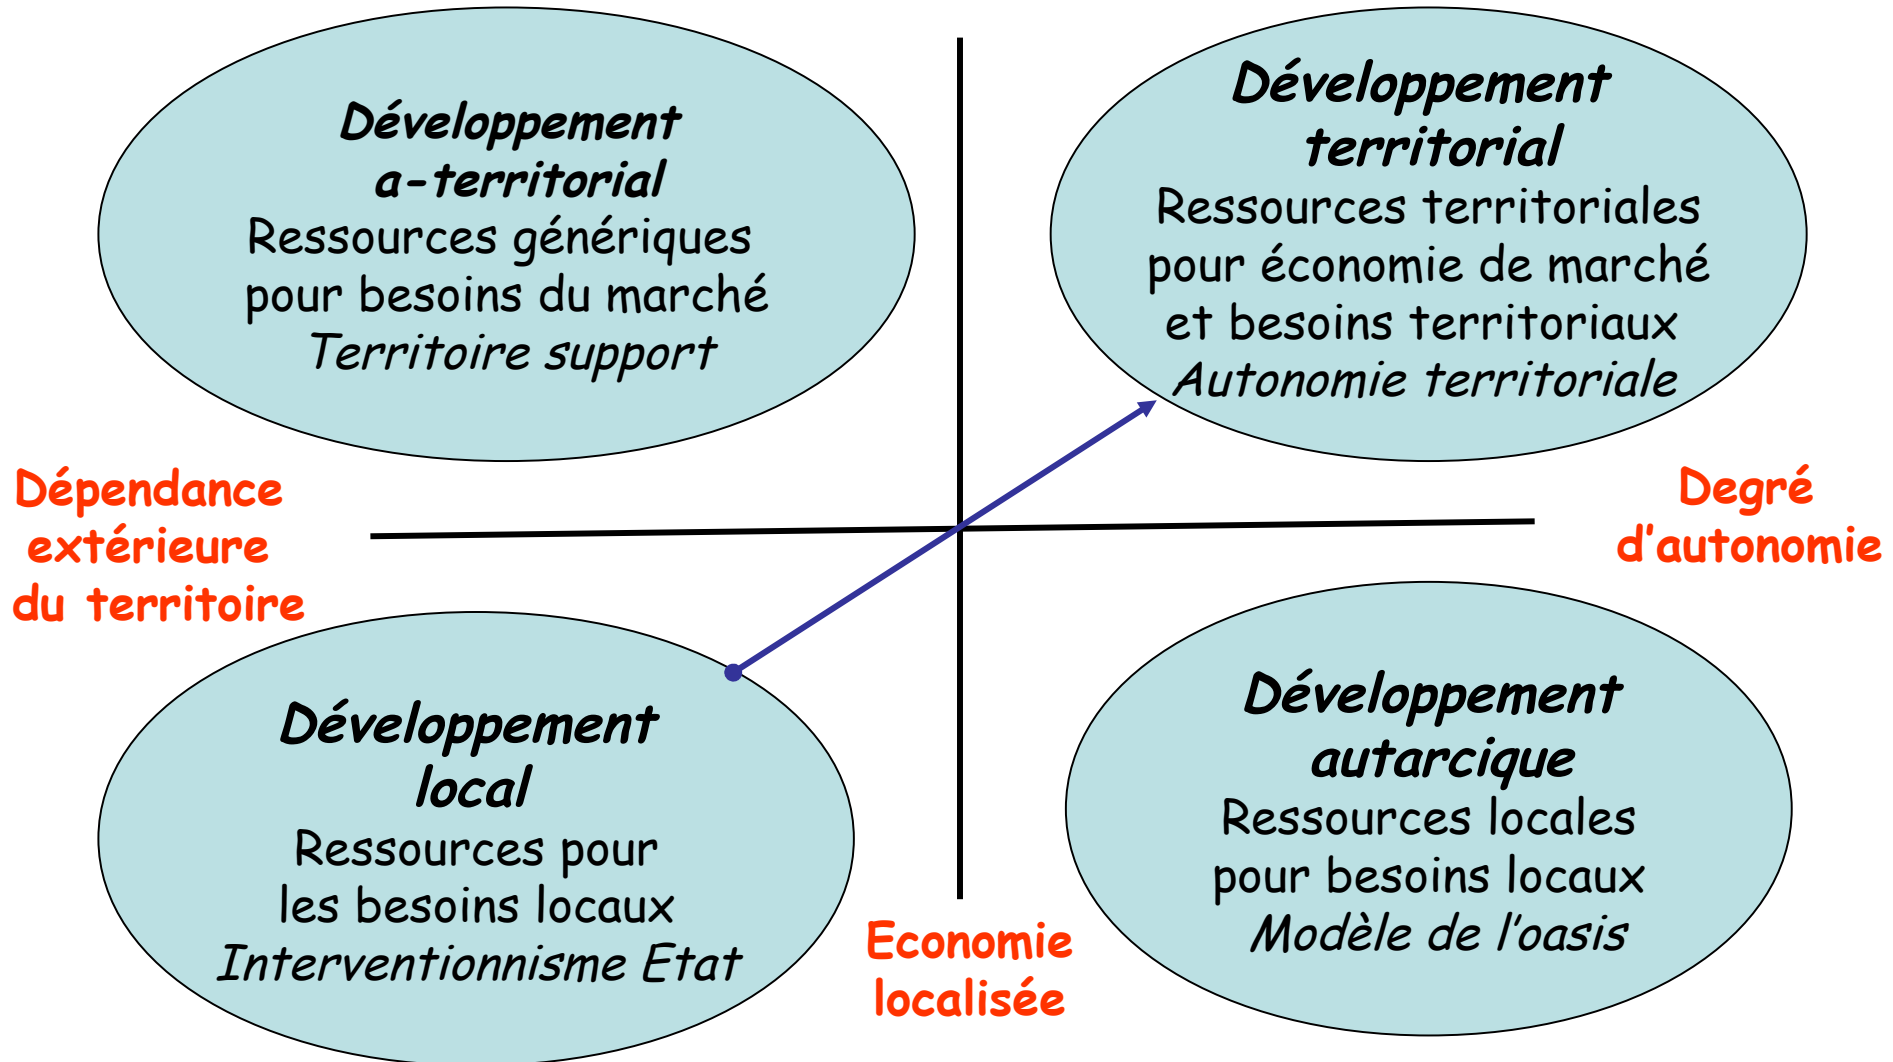 Développement
a-territorial
Ressources génériques
pour besoins du marché
Territoire support
Développement
territorial
Ressources territoriales
pour économie de marché
et besoins territoriaux
Autonomie territoriale
Dépendance
extérieure
du territoire
Degré
d'autonomie
Développement
local
Ressources pour
les besoins locaux
Interventionnisme Etat
Economie
localisée
Développement
autarcique
Ressources locales
pour besoins locaux
Modèle de l'oasis